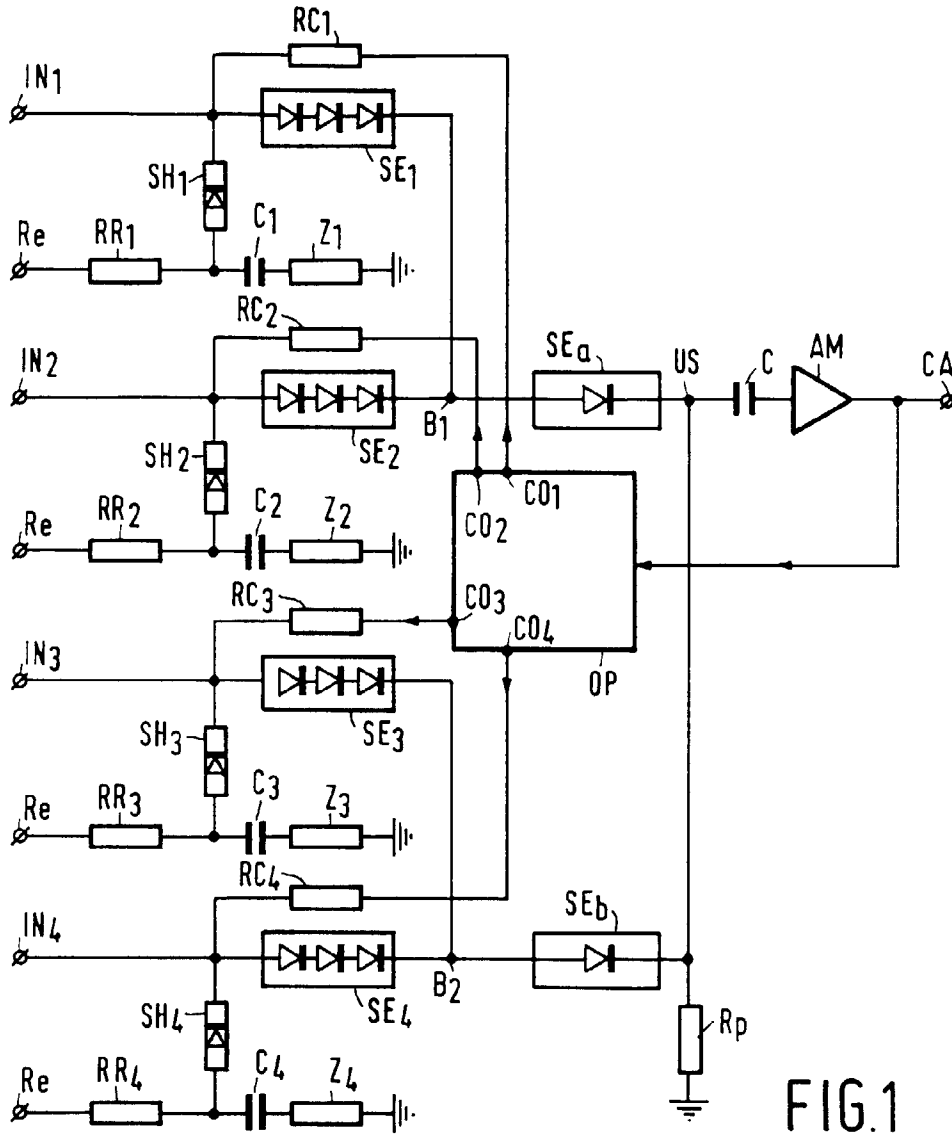 RC1
IN1
SE1
SH1
C1
Z1
Re
RR1
RC2
IN2
SEa
US
C
AM
CA
B1
SE2
SH2
CO2
CO1
C2
Z2
Re
RR2
RC3
CO3
CO4
IN3
OP
SE3
SH3
C3
Z3
Re
RR3
RC4
IN4
SEb
B2
SE4
SH4
Rp
C4
Z4
Re
RR4
FIG.1